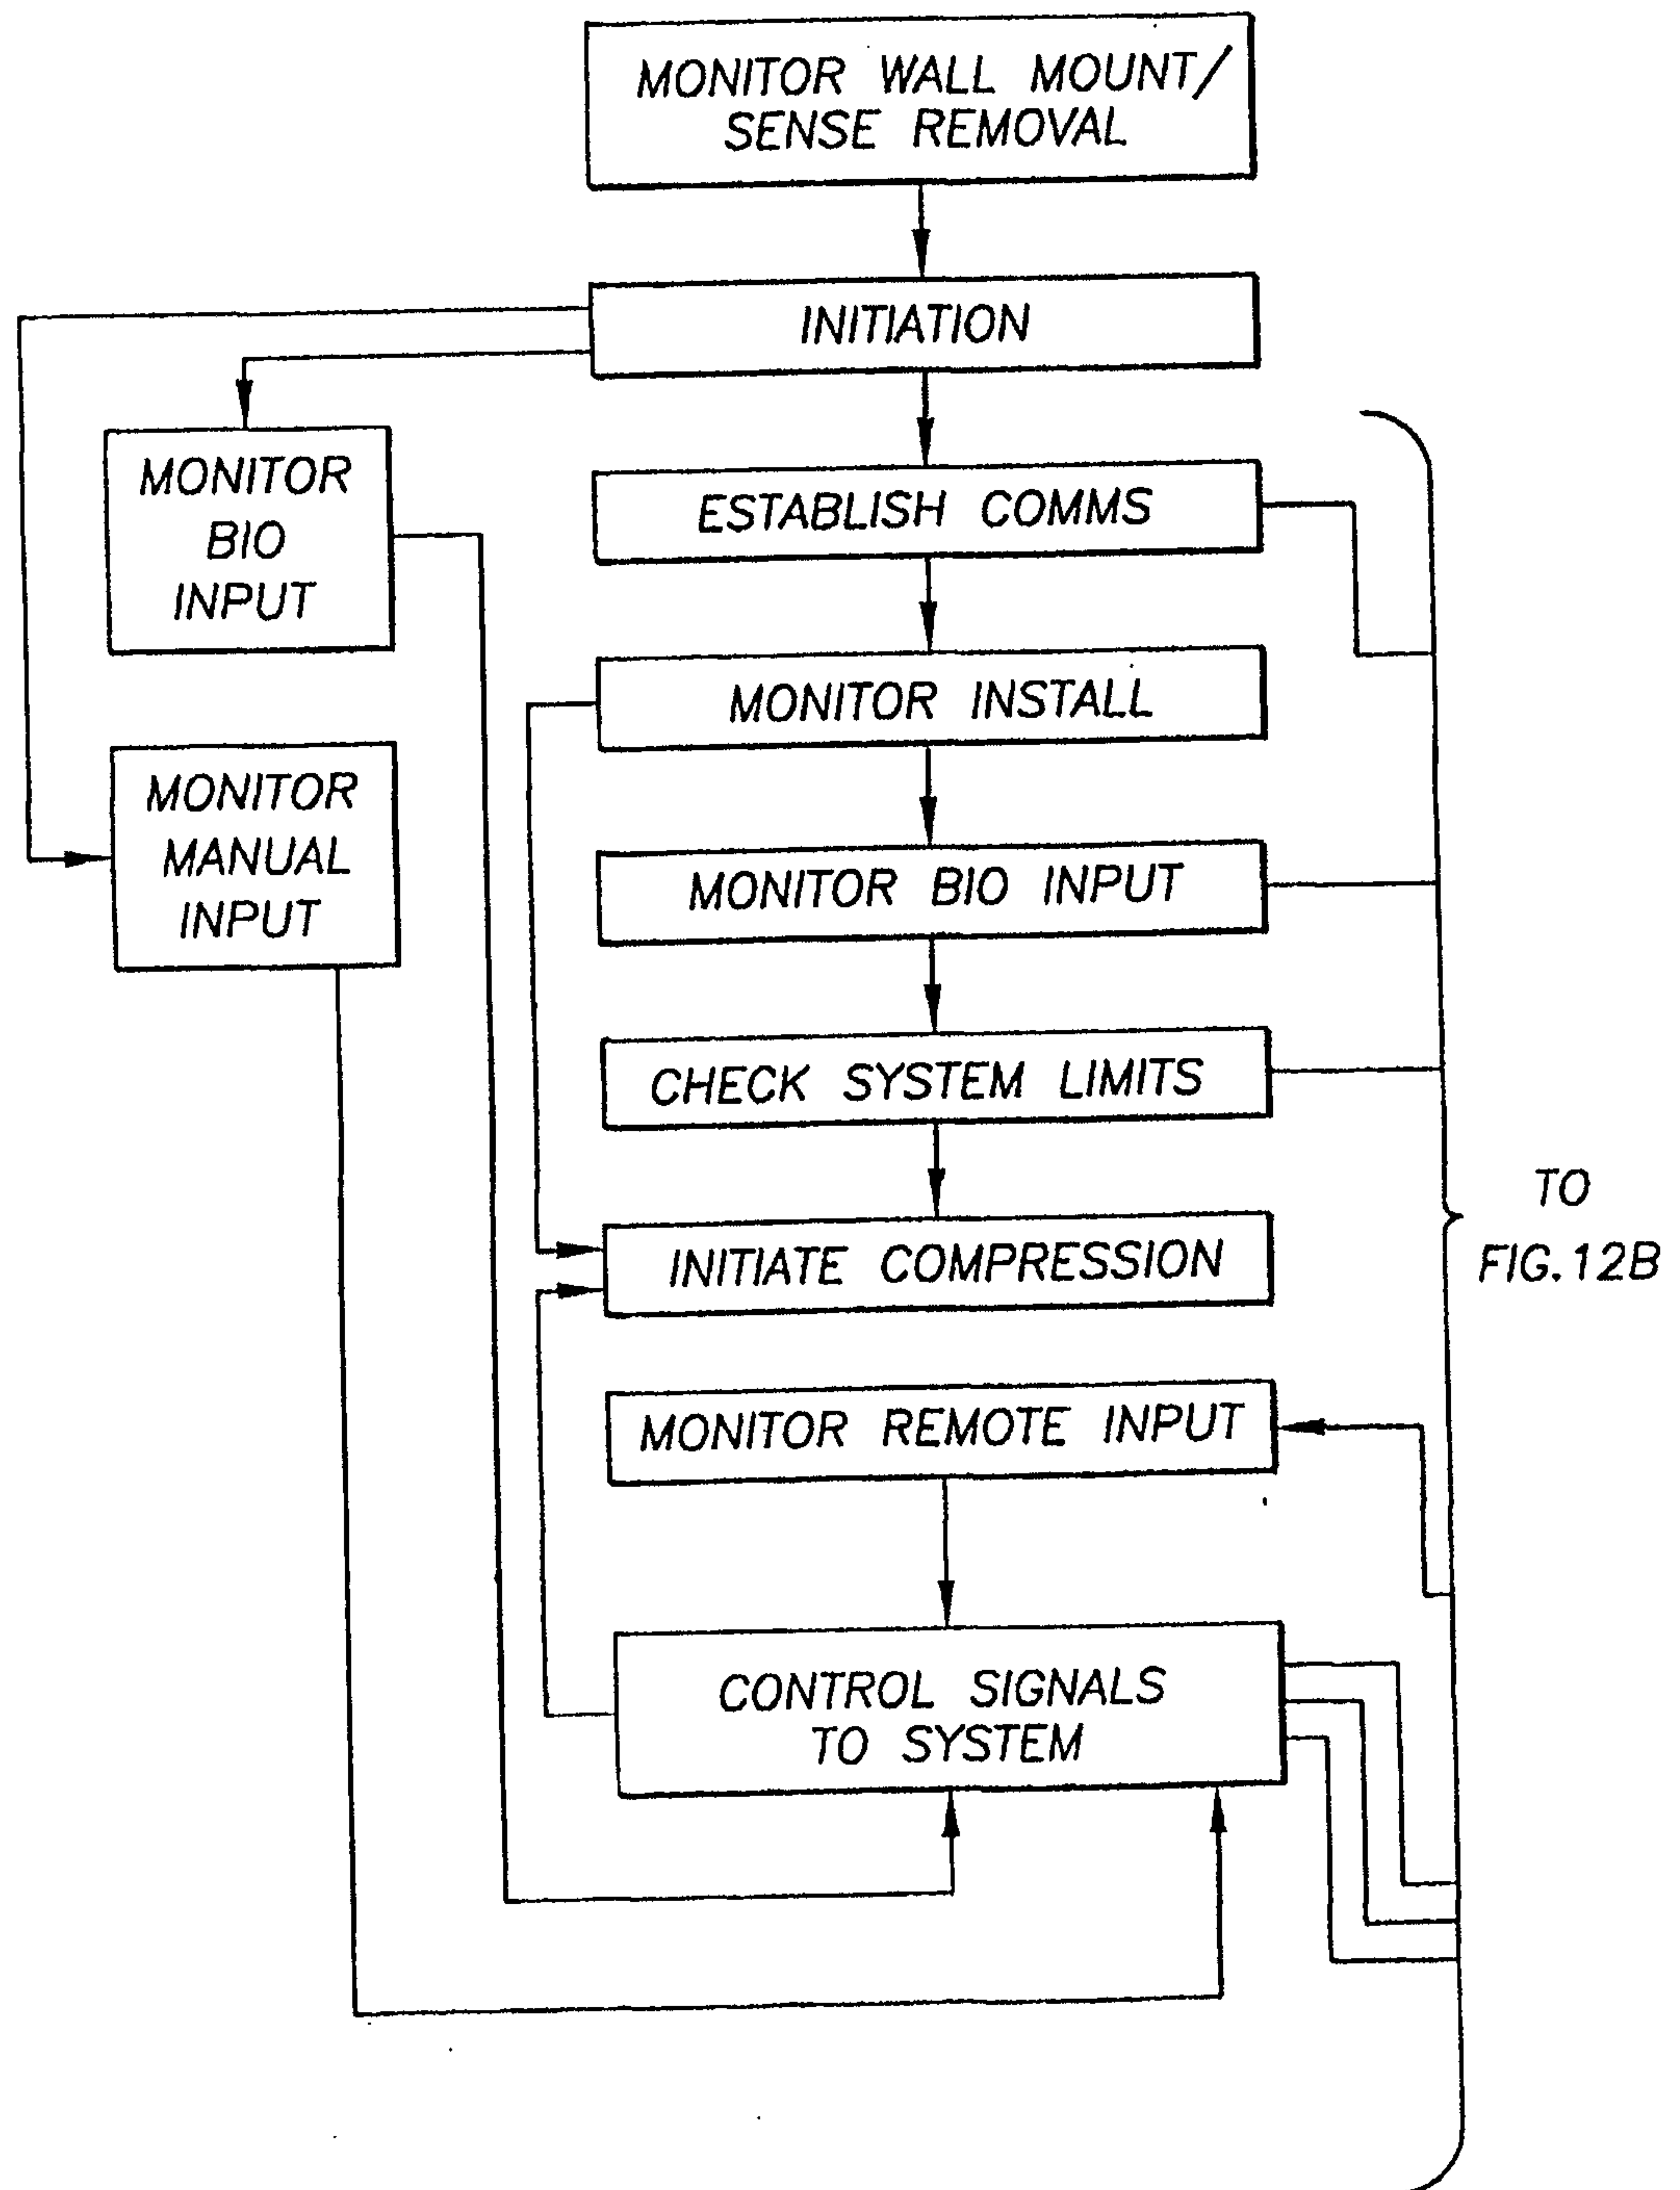 MONITOR WALL MOUNT/
SENSE REMOVAL
INITIATION
MONITOR
BIO
INPUT
ESTABLISH COMMS
MONITOR INSTALL
MONITOR
MANUAL
INPUT
MONITOR BIO INPUT
CHECK SYSTEM LIMITS
TO
FIG.12B
INITIATE COMPRESSION
MONITOR REMOTE INPUT
CONTROL SIGNALS
TO SYSTEM